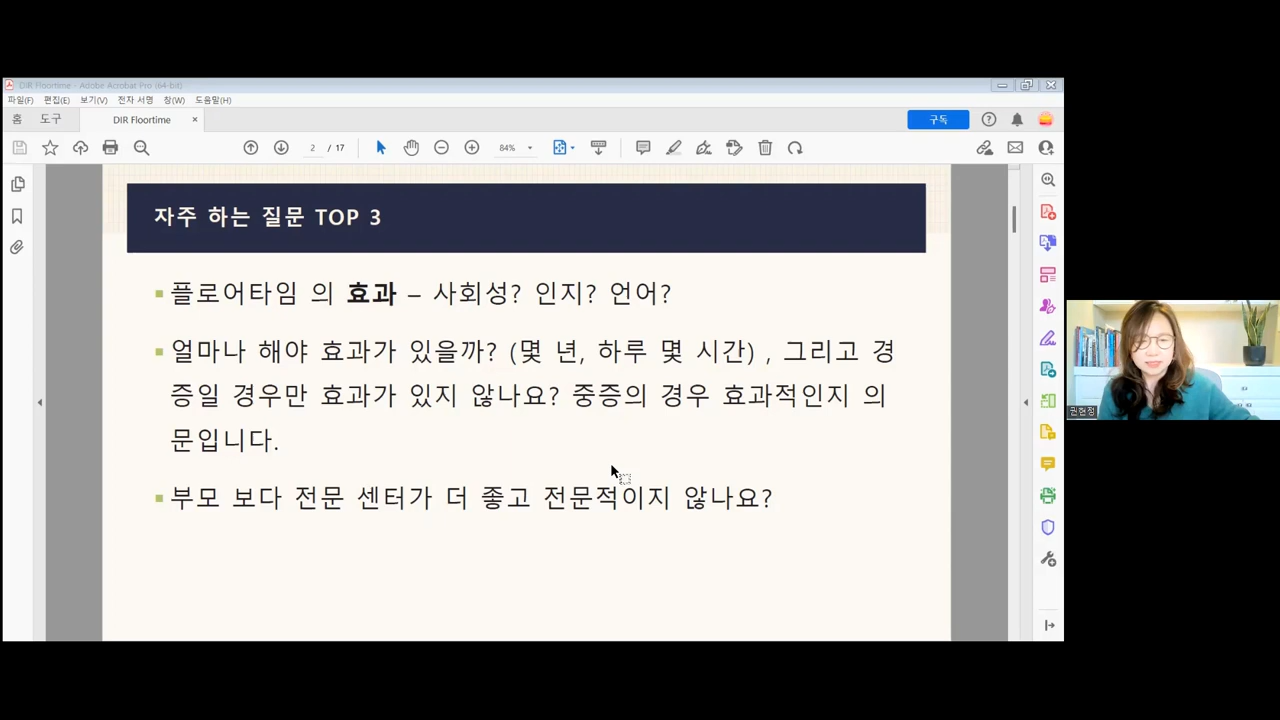 DIR Floortime - Adobe Acrobat Pro (64-bit)
파일(F) 편집(E) 보기(V) 전자 서명 창(W) 도움말(H)
홈 도구 DIR Floortime × 구독
2 / 17 84%
자주 하는 질문 TOP 3
플로어타임 의 효과 – 사회성? 인지? 언어?
얼마나 해야 효과가 있을까? (몇 년, 하루 몇 시간) , 그리고 경
증일 경우만 효과가 있지 않나요? 중증의 경우 효과적인지 의
문입니다.
부모 보다 전문 센터가 더 좋고 전문적이지 않나요?
권현정